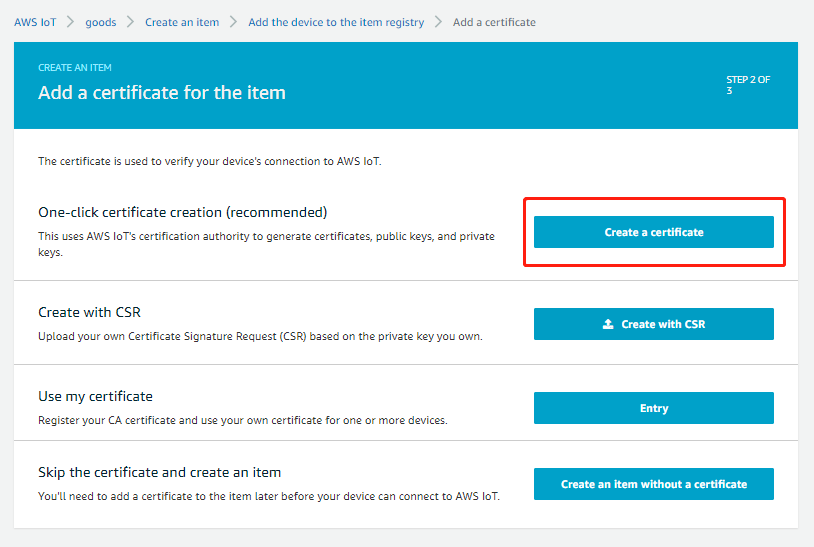 AWS IoT > goods > Create an item > Add the device to the item registry > Add a certificate
CREATE AN ITEM
Add a certificate for the item
STEP 2 OF
3
The certificate is used to verify your device's connection to AWS IoT.
One-click certificate creation (recommended)
This uses AWS IoT's certification authority to generate certificates, public keys, and private
keys.
Create a certificate
Create with CSR
Upload your own Certificate Signature Request (CSR) based on the private key you own.
Create with CSR
Use my certificate
Register your CA certificate and use your own certificate for one or more devices.
Entry
Skip the certificate and create an item
You'll need to add a certificate to the item later before your device can connect to AWS IoT.
Create an item without a certificate